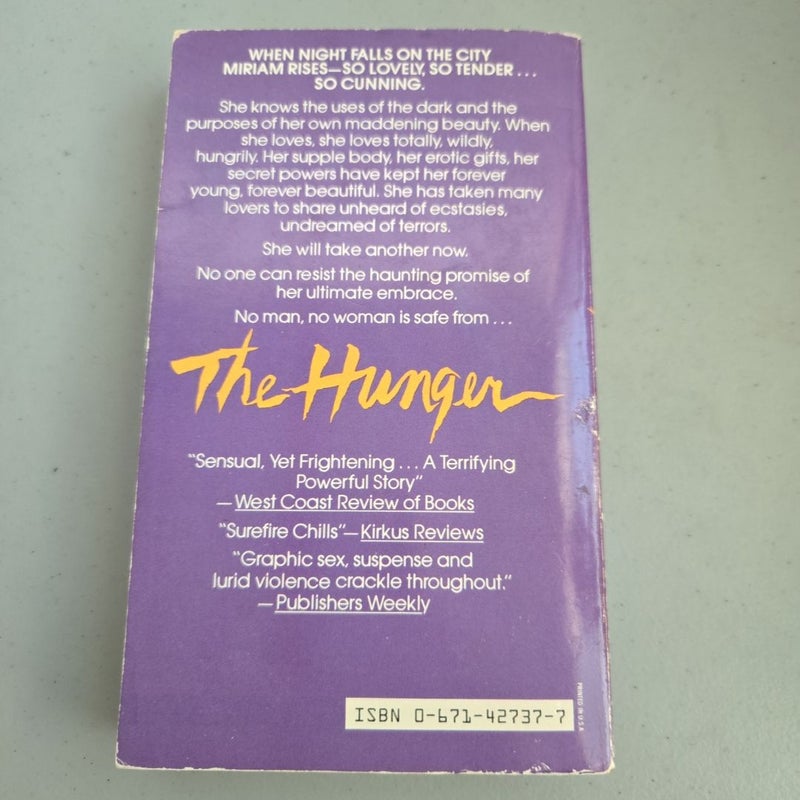 WHEN NIGHT FALLS ON THE CITY
MIRIAM RISES—SO LOVELY, SO TENDER...
SO CUNNING.
She knows the uses of the dark and the
purposes of her own maddening beauty. When
she loves, she loves totally, wildly,
hungrily. Her supple body, her erotic gifts, her
secret powers have kept her forever
young, forever beautiful. She has taken many
lovers to share unheard of ecstasies,
undreamed of terrors.
She will take another now.
No one can resist the haunting promise of
her ultimate embrace.
No man, no woman is safe from...
The Hunger
"Sensual, Yet Frightening...A Terrifying
Powerful Story"
—West Coast Review of Books
"Surefire Chills"—Kirkus Reviews
"Graphic sex, suspense and
lurid violence crackle throughout."
—Publishers Weekly
ISBN 0-671-42737-7
PRINTED IN U.S.A.